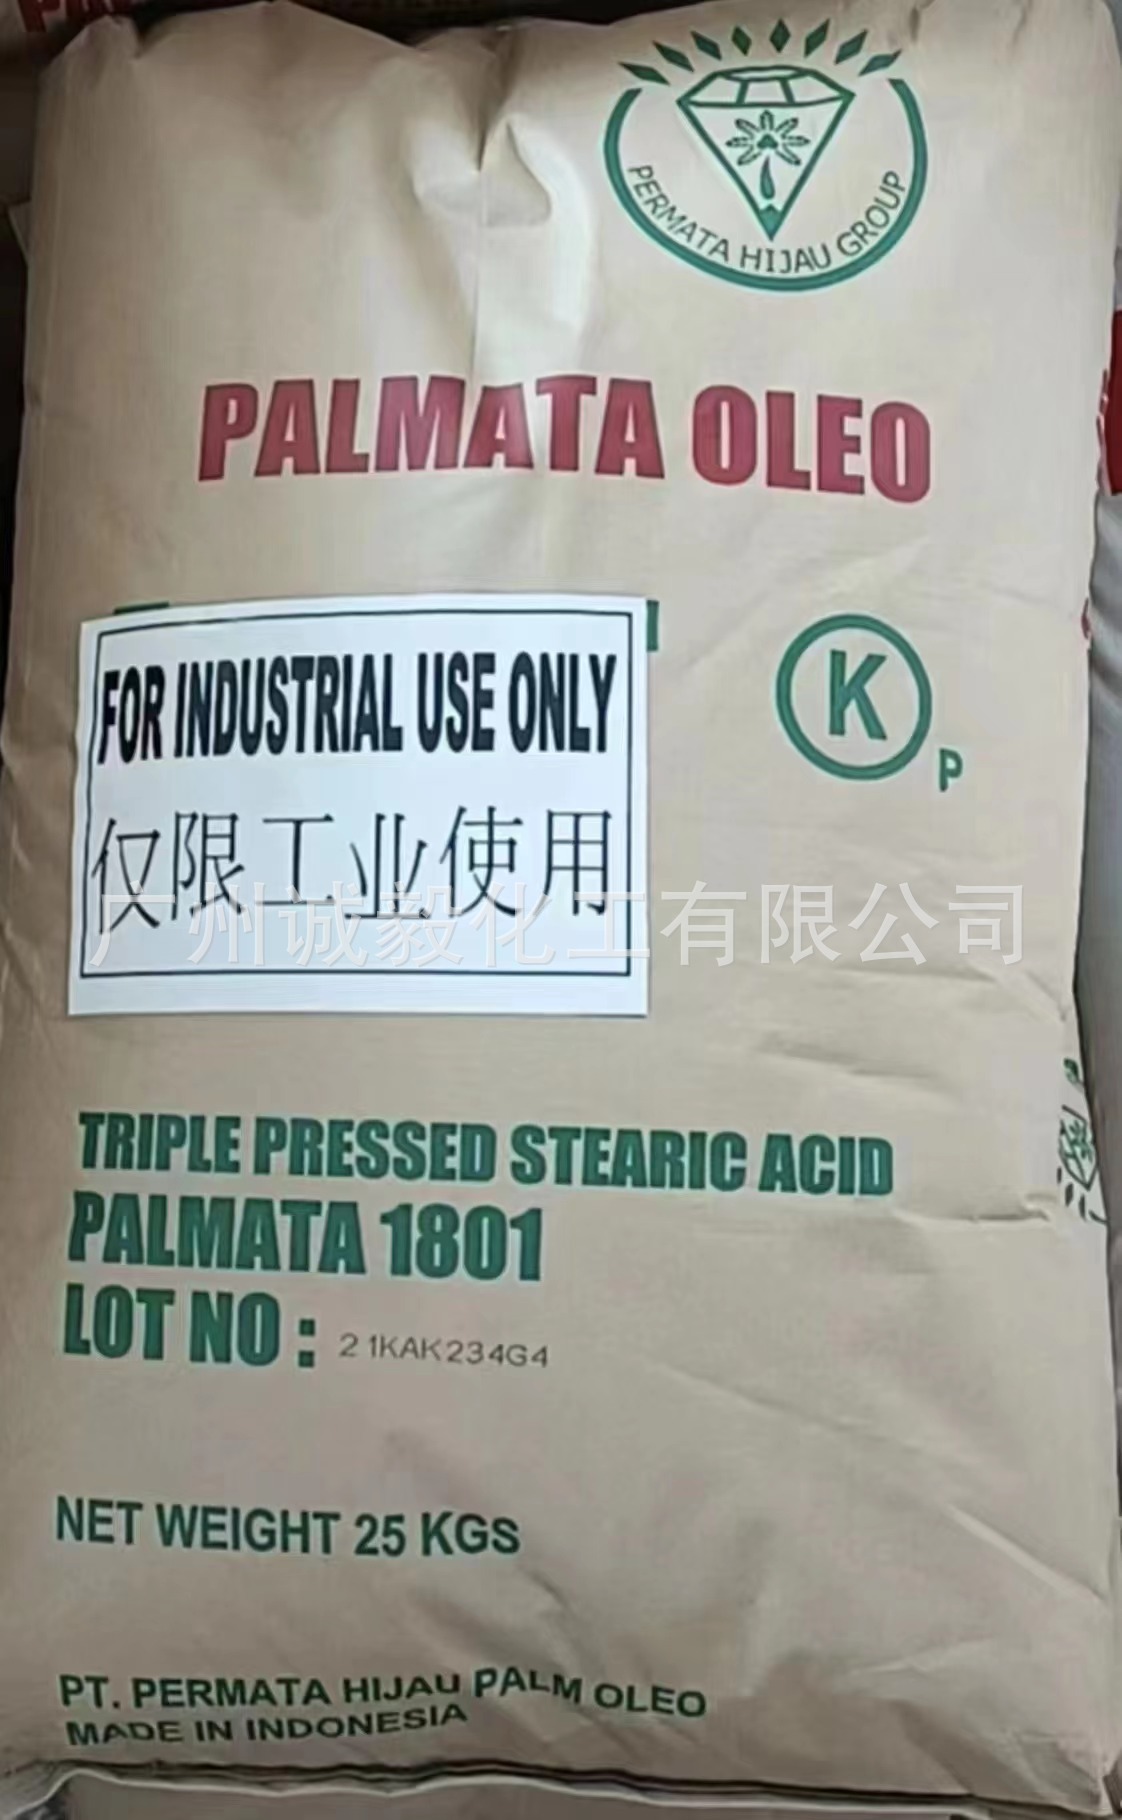 PERMATA HIJAU GROUP
PALMATA OLEO
FOR INDUSTRIAL USE ONLY
仅限工业使用
K
P
广州诚毅化工有限公司
TRIPLE PRESSED STEARIC ACID
PALMATA 1801
LOT NO : 21KAK234G4
NET WEIGHT 25 KGS
PT. PERMATA HIJAU PALM OLEO
MADE IN INDONESIA